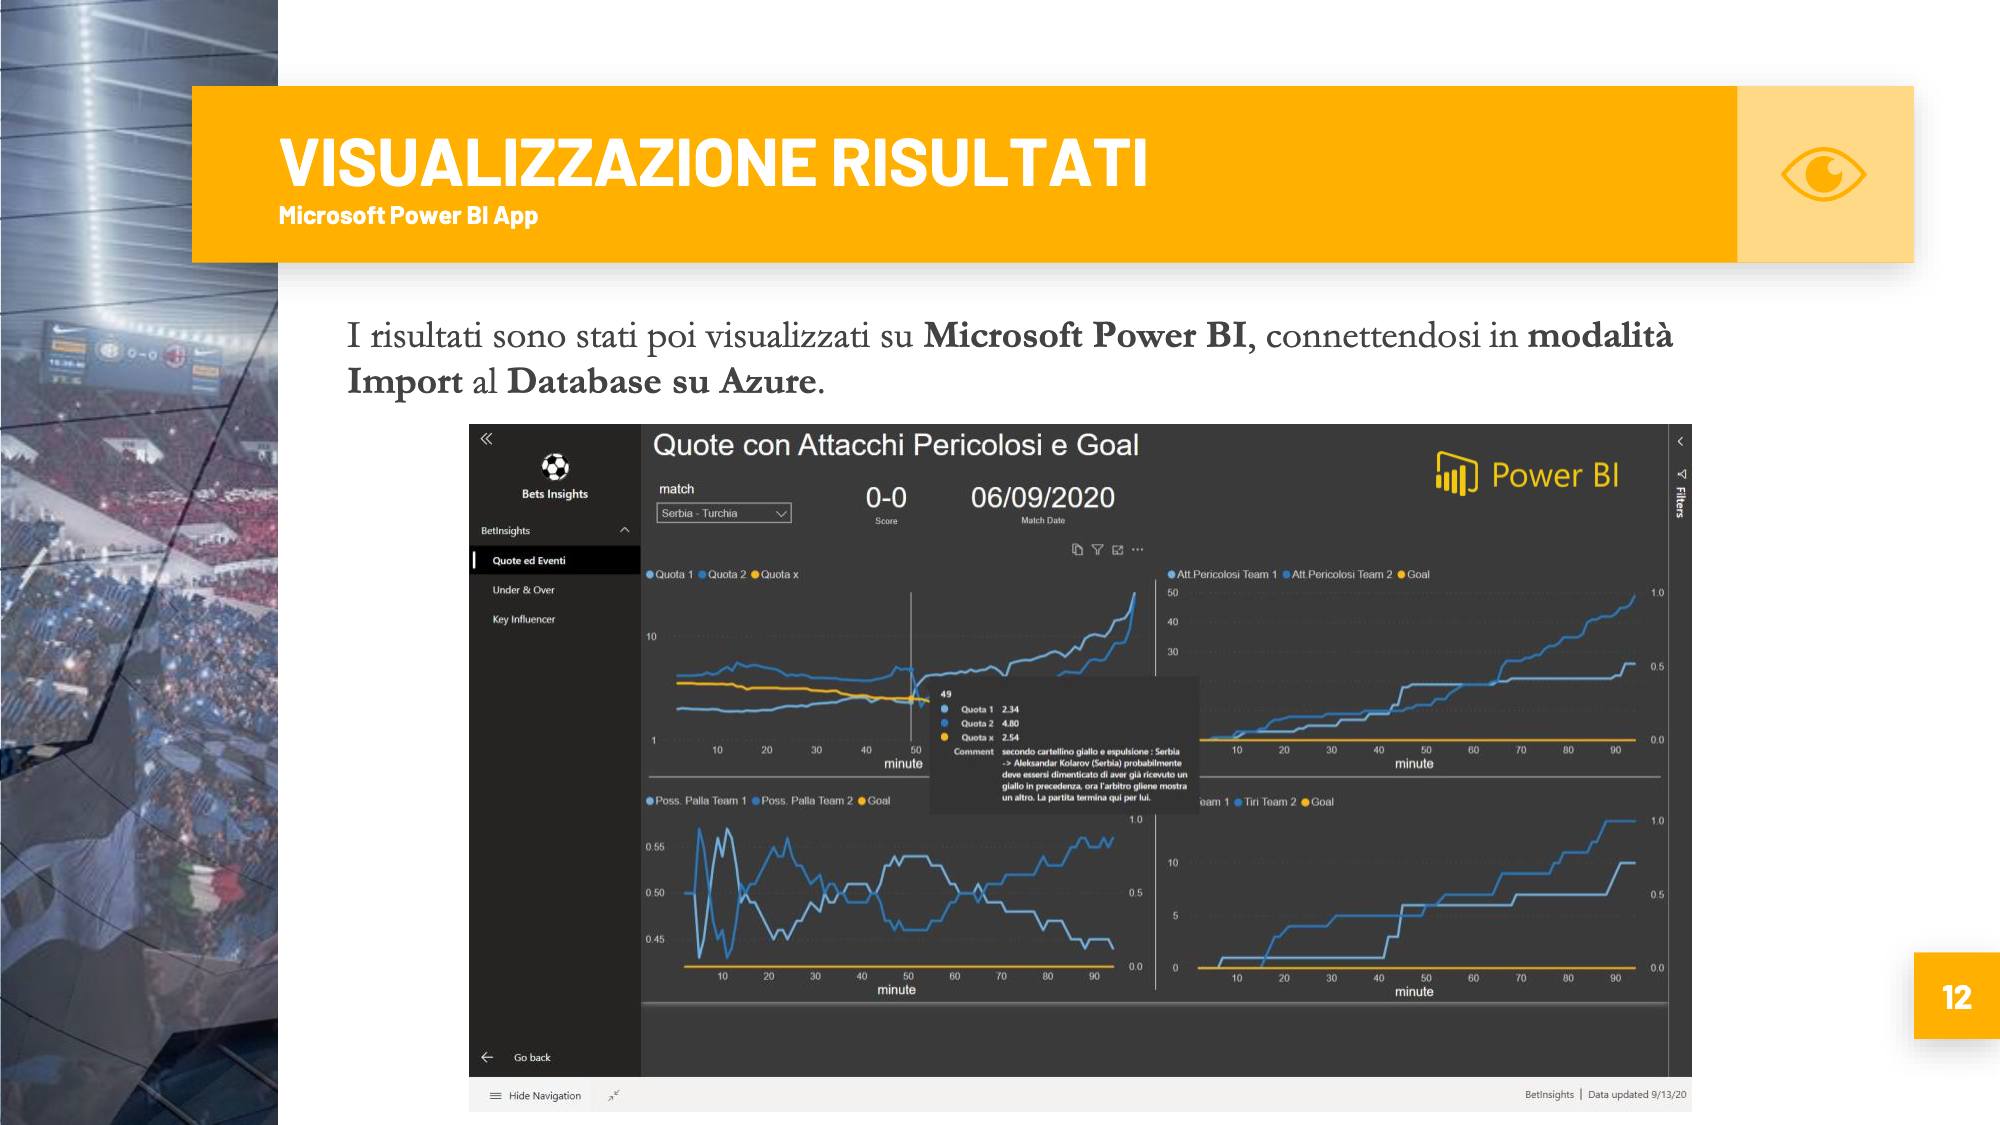 VISUALIZZAZIONE RISULTATI
Microsoft Power BI App
I risultati sono stati poi visualizzati su Microsoft Power BI, connettendosi in modalità
Import al Database su Azure.
Bets Insights
BetInsights
Quote ed Eventi
Under & Over
Key Influencer
Go back
Quote con Attacchi Pericolosi e Goal
Power BI
Filters
match
Serbia - Turchia
0-0
Score
06/09/2020
Match Date
Quota 1 Quota 2 Quota x
10
1
10 20 30 40 50
minute
49
Quota 1 2.34
Quota 2 4.80
Quota x 2.54
Comment secondo cartellino giallo e espulsione : Serbia
-> Aleksandar Kolarov (Serbia) probabilmente
deve essersi dimenticato di aver già ricevuto un
giallo in precedenza, ora l'arbitro gliene mostra
un altro. La partita termina qui per lui.
Att.Pericolosi Team 1 Att.Pericolosi Team 2 Goal
50 1.0
40
30
0.5
0.0
10 20 30 40 50 60 70 80 90
minute
Poss. Palla Team 1 Poss. Palla Team 2 Goal
1.0
0.55
0.50 0.5
0.45
0.0
10 20 30 40 50 60 70 80 90
minute
eam 1 Tiri Team 2 Goal
1.0
10
0.5
5
0 0.0
10 20 30 40 50 60 70 80 90
minute
Hide Navigation
BetInsights | Data updated 9/13/20
12